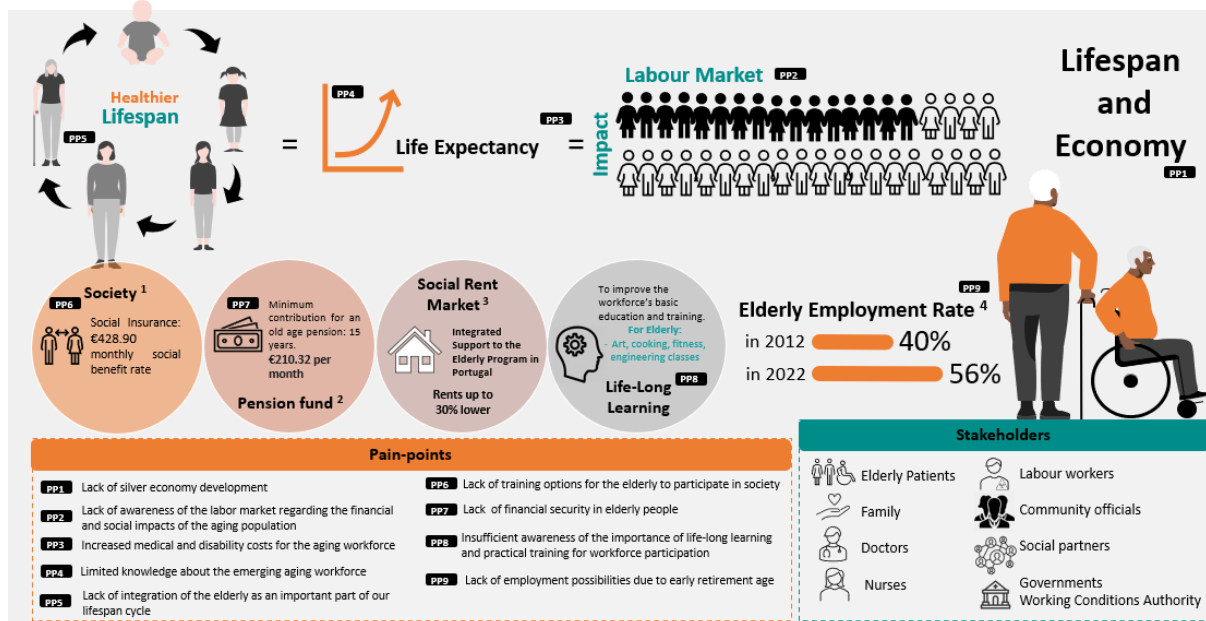 Lifespan
and
Economy
PP1
Healthier
Lifespan
PP5
=
PP4
Life Expectancy
PP3
=
Impact
Labour Market
PP2
PP6
Society 1
Social Insurance:
€428.90
monthly social
benefit rate
PP7
Minimum
contribution for an
old age pension: 15
years.
€210.32 per
month
Pension fund 2
Social Rent
Market 3
Integrated
Support to the
Elderly Program in
Portugal
Rents up to
30% lower
To improve the
workforce's basic
education and training.
For Elderly:
- Art, cooking, fitness,
engineering classes
PP8
Life-Long
Learning
PP9
Elderly Employment Rate 4
in 2012 40%
in 2022 56%
Pain-points
PP1 Lack of silver economy development
PP2 Lack of awareness of the labor market regarding the financial
and social impacts of the aging population
PP3 Increased medical and disability costs for the aging workforce
PP4 Limited knowledge about the emerging aging workforce
PP5 Lack of integration of the elderly as an important part of our
lifespan cycle
PP6 Lack of training options for the elderly to participate in society
PP7 Lack of financial security in elderly people
PP8 Insufficient awareness of the importance of life-long learning
and practical training for workforce participation
PP9 Lack of employment possibilities due to early retirement age
Stakeholders
Elderly Patients
Family
Doctors
Nurses
Labour workers
Community officials
Social partners
Governments
Working Conditions Authority